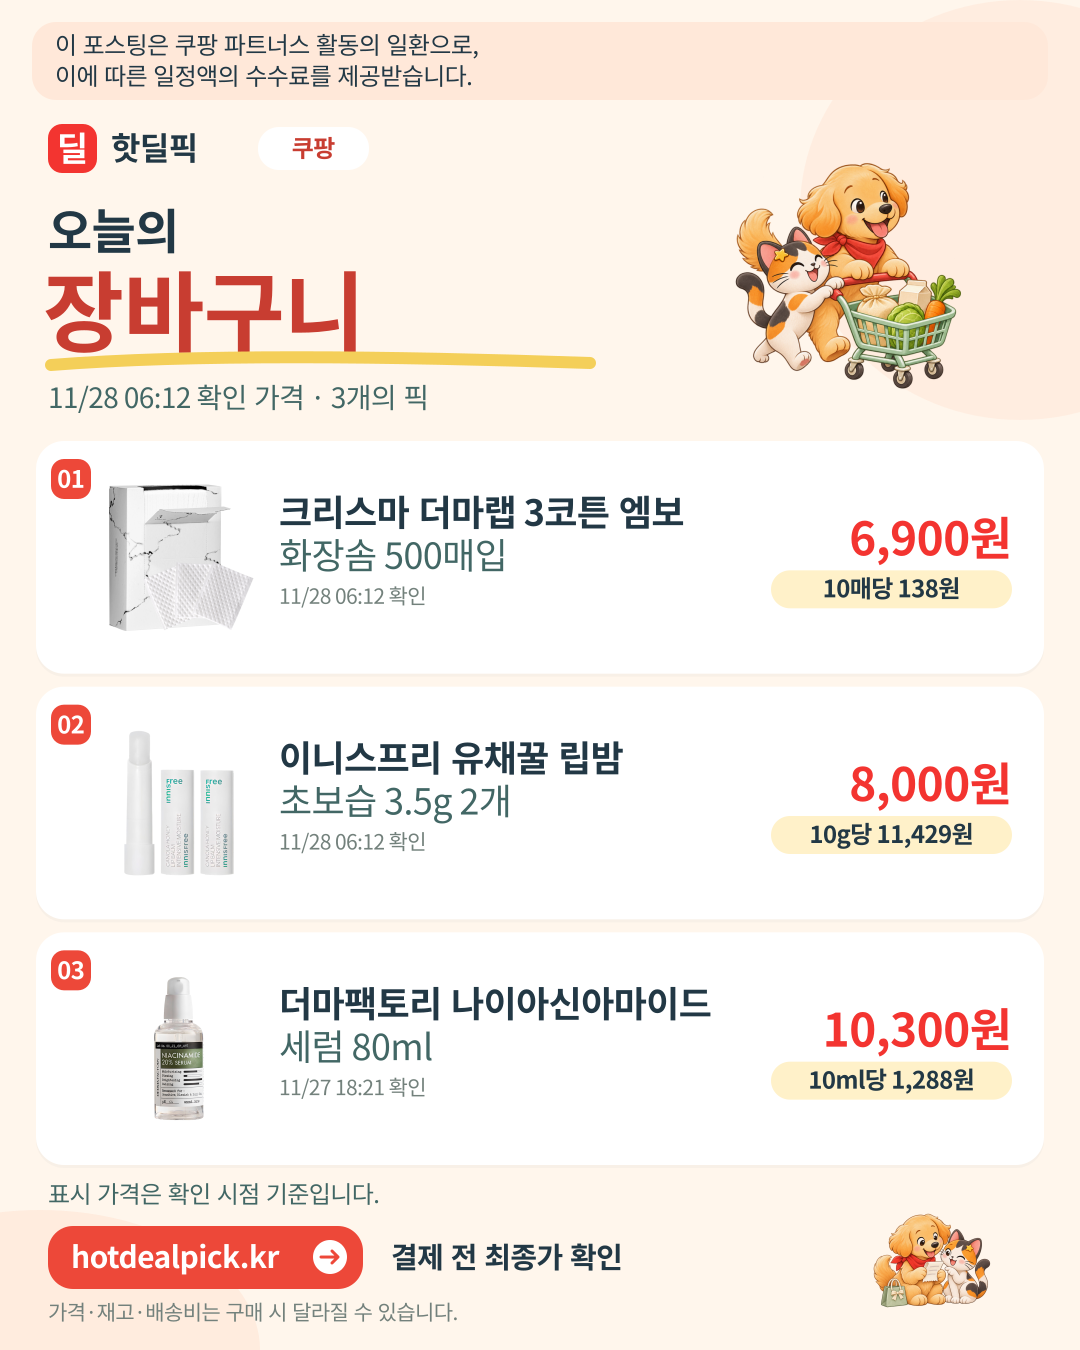 이 포스팅은 쿠팡 파트너스 활동의 일환으로,
이에 따른 일정액의 수수료를 제공받습니다.
딜 핫딜픽 쿠팡
오늘의
장바구니
11/28 06:12 확인 가격 · 3개의 픽
01
크리스마 더마랩 3코튼 엠보
화장솜 500매입
11/28 06:12 확인
6,900원
10매당 138원
02
innisfree
innisfree
innisfree
innisfree
이니스프리 유채꿀 립밤
초보습 3.5g 2개
11/28 06:12 확인
8,000원
10g당 11,429원
03
NIACINAMIDE
20% SERUM
더마팩토리 나이아신아마이드
세럼 80ml
11/27 18:21 확인
10,300원
10ml당 1,288원
표시 가격은 확인 시점 기준입니다.
hotdealpick.kr → 결제 전 최종가 확인
가격·재고·배송비는 구매 시 달라질 수 있습니다.